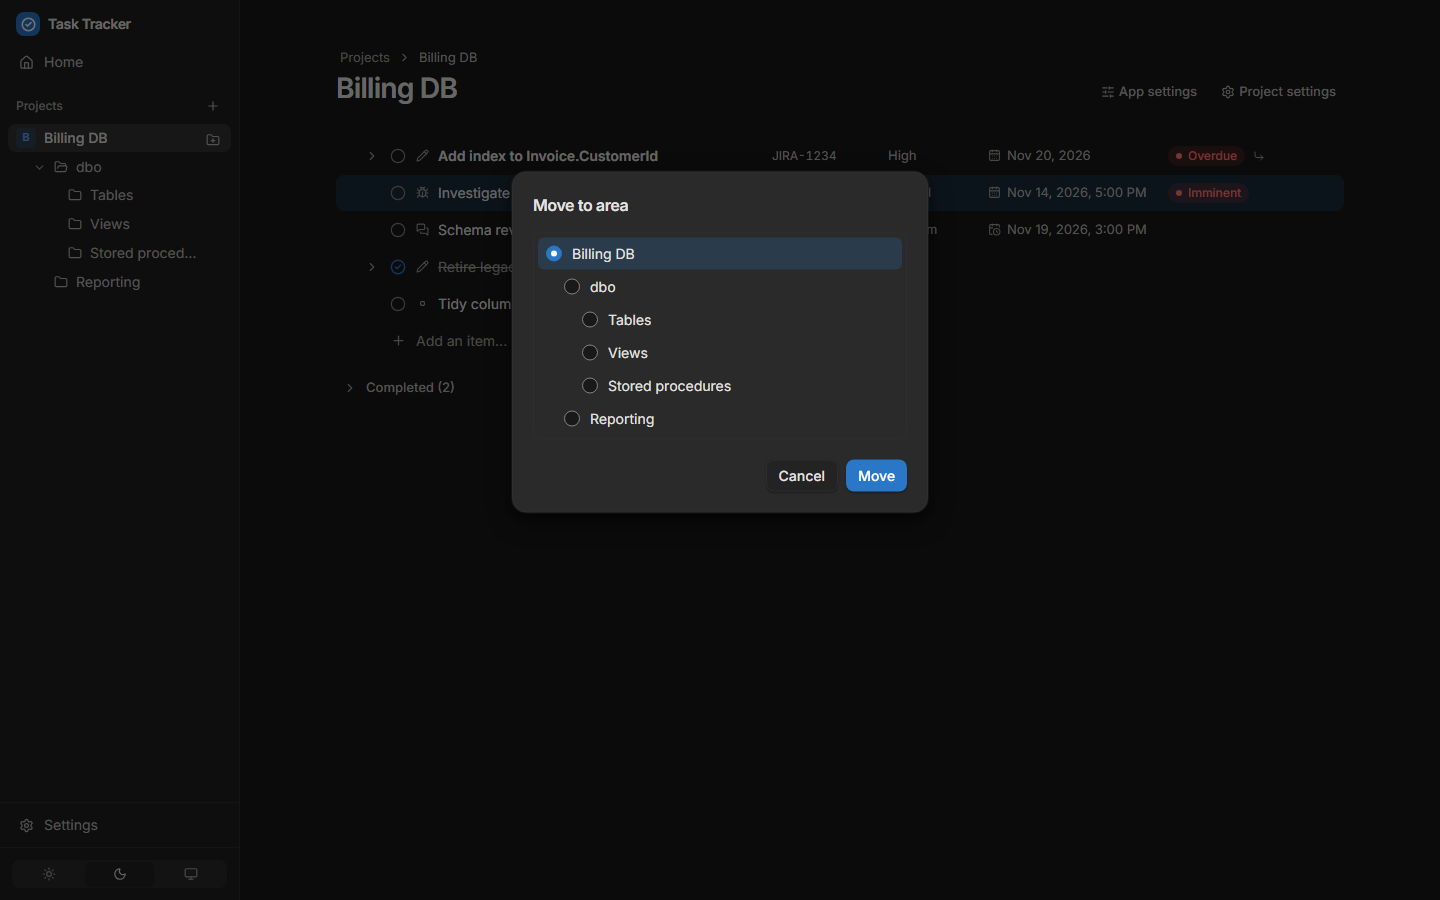 Task Tracker
Home
Projects
B Billing DB
dbo
Tables
Views
Stored proced...
Reporting
Settings
Projects > Billing DB
Billing DB
App settings
Project settings
Add index to Invoice.CustomerId JIRA-1234 High Nov 20, 2026 Overdue
Investigate Nov 14, 2026, 5:00 PM Imminent
Schema Nov 19, 2026, 3:00 PM
Retire
Tidy
Add an item...
Completed (2)
Move to area
Billing DB
dbo
Tables
Views
Stored procedures
Reporting
Cancel
Move